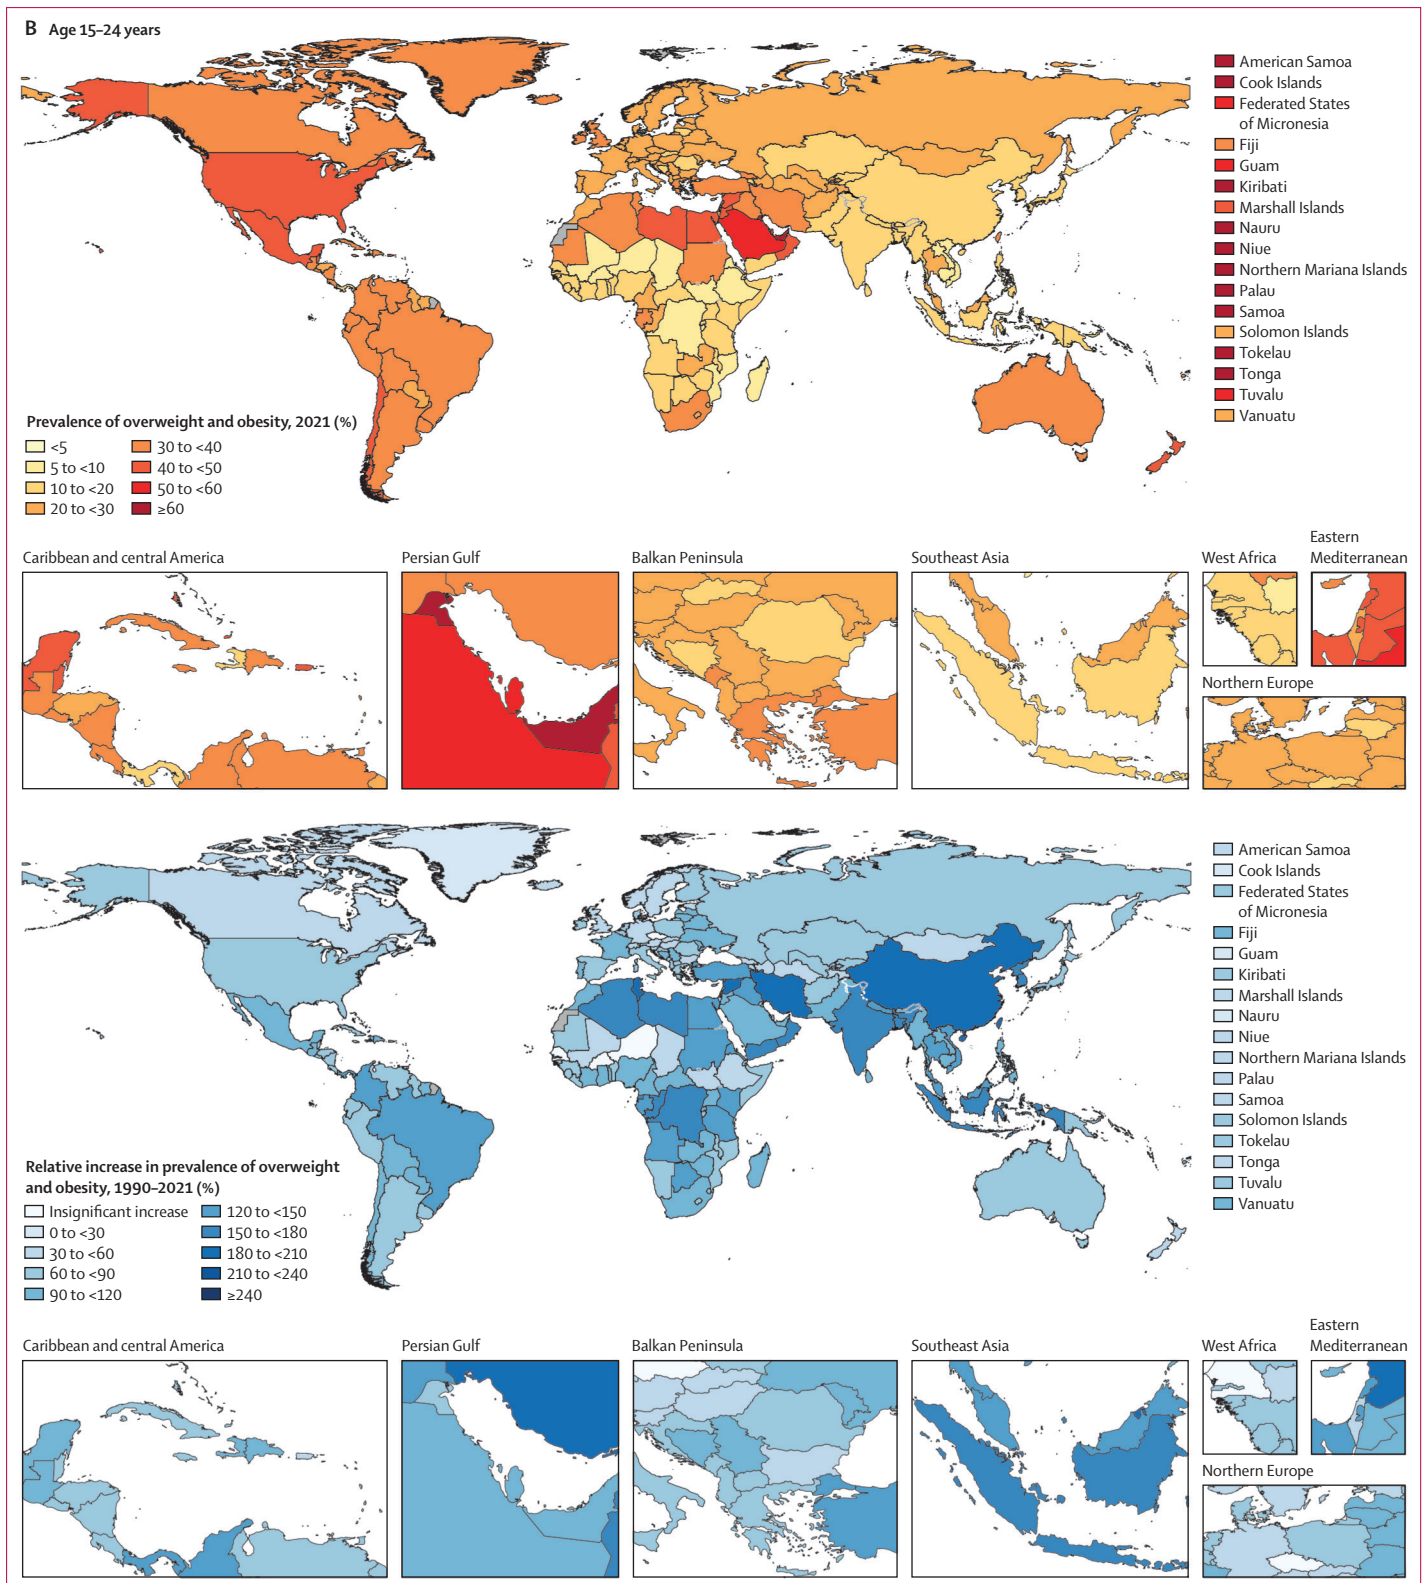 B Age 15–24 years
American Samoa
Cook Islands
Federated States
of Micronesia
Fiji
Guam
Kiribati
Marshall Islands
Nauru
Niue
Northern Mariana Islands
Palau
Samoa
Solomon Islands
Tokelau
Tonga
Tuvalu
Vanuatu
Prevalence of overweight and obesity, 2021 (%)
<5
5 to <10
10 to <20
20 to <30
30 to <40
40 to <50
50 to <60
≥60
Caribbean and central America
Persian Gulf
Balkan Peninsula
Southeast Asia
West Africa
Eastern
Mediterranean
Northern Europe
American Samoa
Cook Islands
Federated States
of Micronesia
Fiji
Guam
Kiribati
Marshall Islands
Nauru
Niue
Northern Mariana Islands
Palau
Samoa
Solomon Islands
Tokelau
Tonga
Tuvalu
Vanuatu
Relative increase in prevalence of overweight
and obesity, 1990–2021 (%)
Insignificant increase
0 to <30
30 to <60
60 to <90
90 to <120
120 to <150
150 to <180
180 to <210
210 to <240
≥240
Caribbean and central America
Persian Gulf
Balkan Peninsula
Southeast Asia
West Africa
Eastern
Mediterranean
Northern Europe